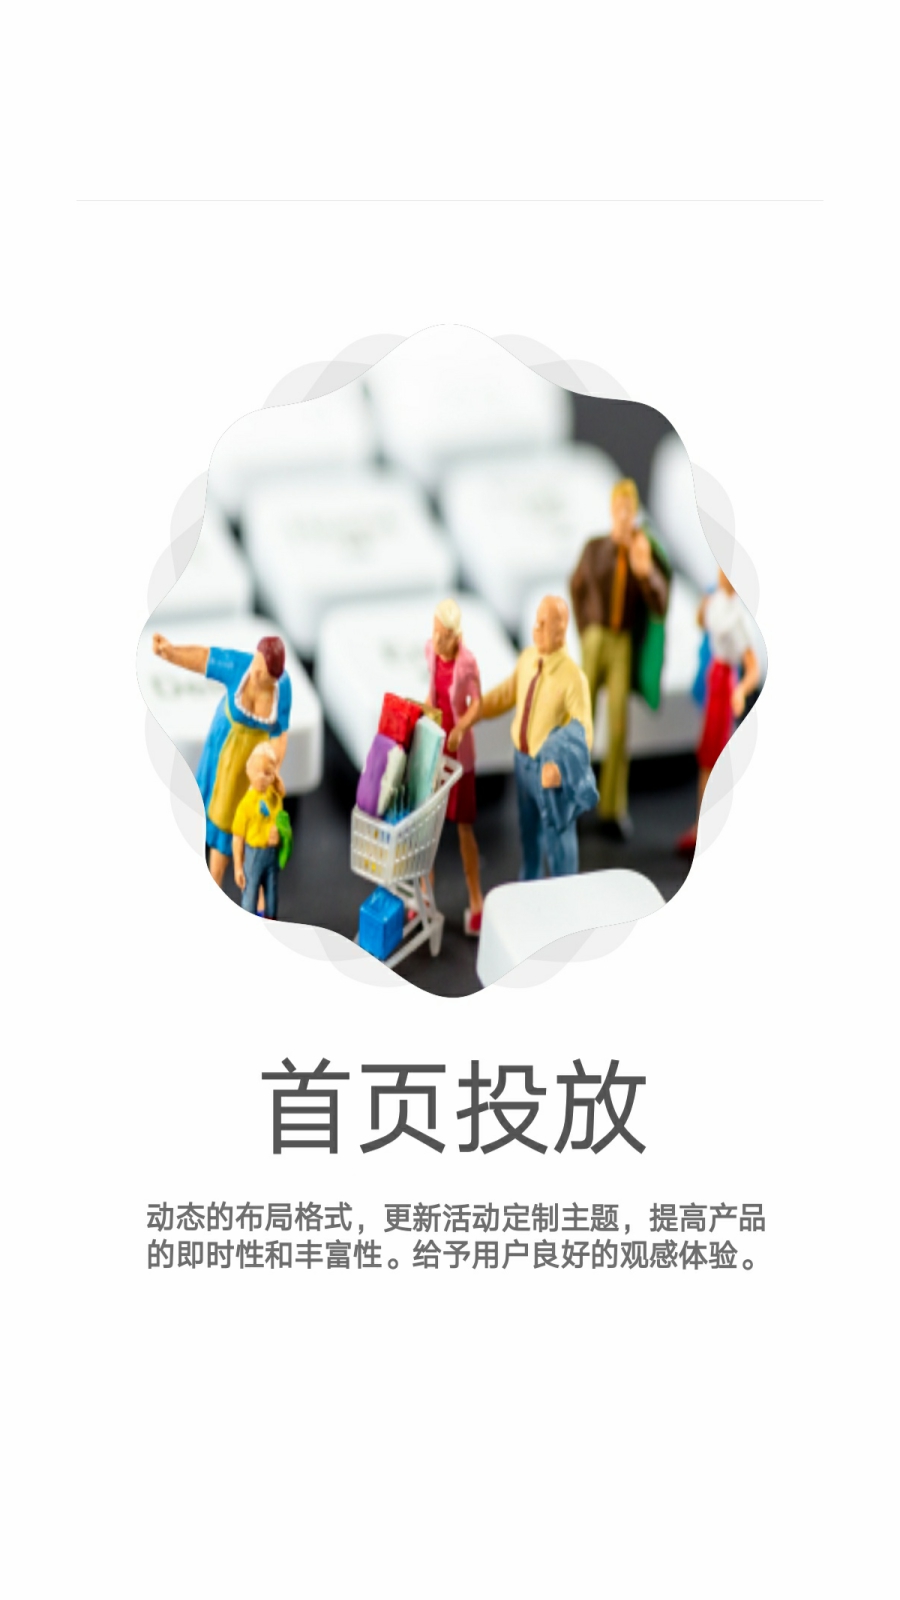 首页投放
动态的布局格式，更新活动定制主题，提高产品
的即时性和丰富性。给予用户良好的观感体验。